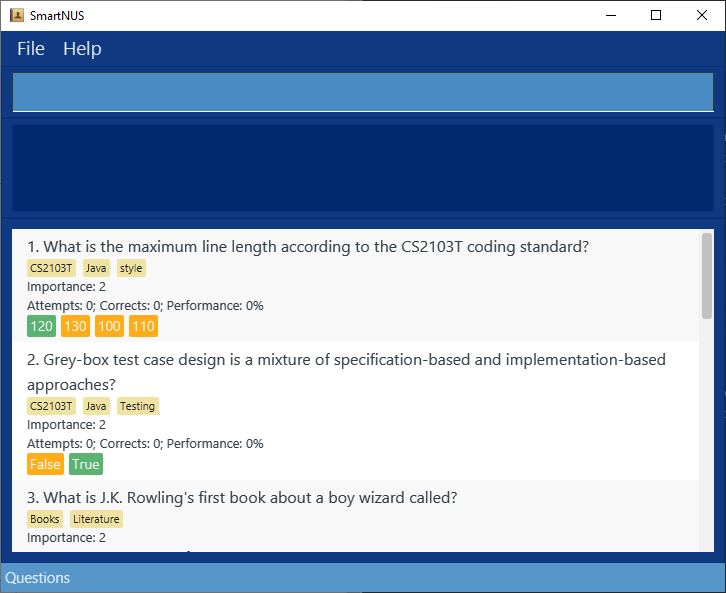 SmartNUS
File Help
1. What is the maximum line length according to the CS2103T coding standard?
CS2103T Java style
Importance: 2
Attempts: 0; Corrects: 0; Performance: 0%
120 130 100 110
2. Grey-box test case design is a mixture of specification-based and implementation-based
approaches?
CS2103T Java Testing
Importance: 2
Attempts: 0; Corrects: 0; Performance: 0%
False True
3. What is J.K. Rowling's first book about a boy wizard called?
Books Literature
Importance: 2
Questions